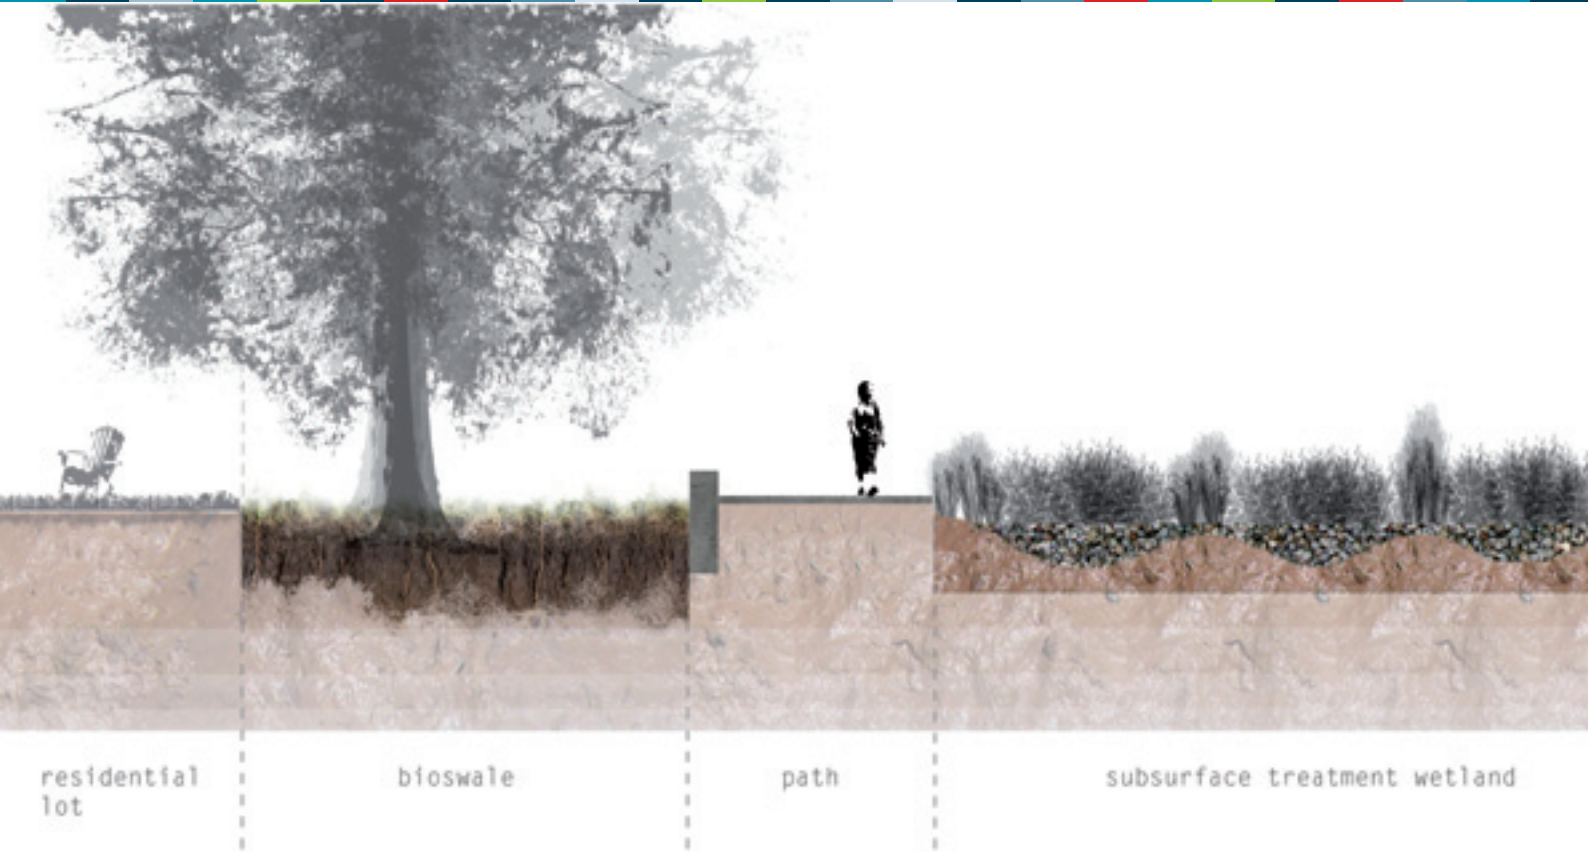 residential
lot
bioswale
path
subsurface treatment wetland